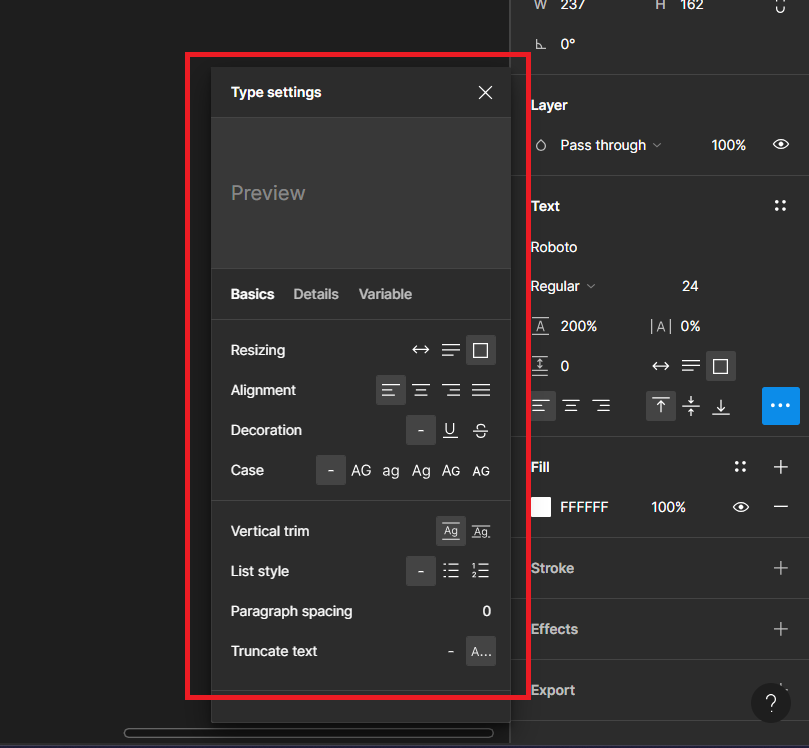 W 237 H 162
0°
Type settings
Preview
Basics Details Variable
Resizing
Alignment
Decoration - U S
Case - AG ag Ag AG AG
Vertical trim Ag Ag
List style - 1 2
Paragraph spacing 0
Truncate text - A...
Layer
Pass through 100%
Text
Roboto
Regular 24
A 200% |A| 0%
0
Fill
FFFFFF 100%
Stroke
Effects
Export
?